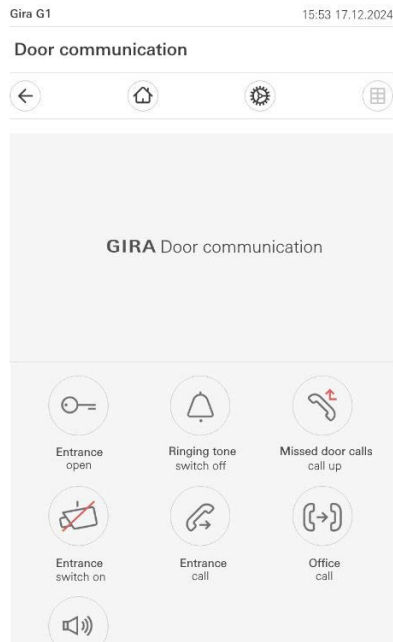 Gira G1
15:53 17.12.2024
Door communication
GIRA Door communication
Entrance
open
Ringing tone
switch off
Missed door calls
call up
Entrance
switch on
Entrance
call
Office
call